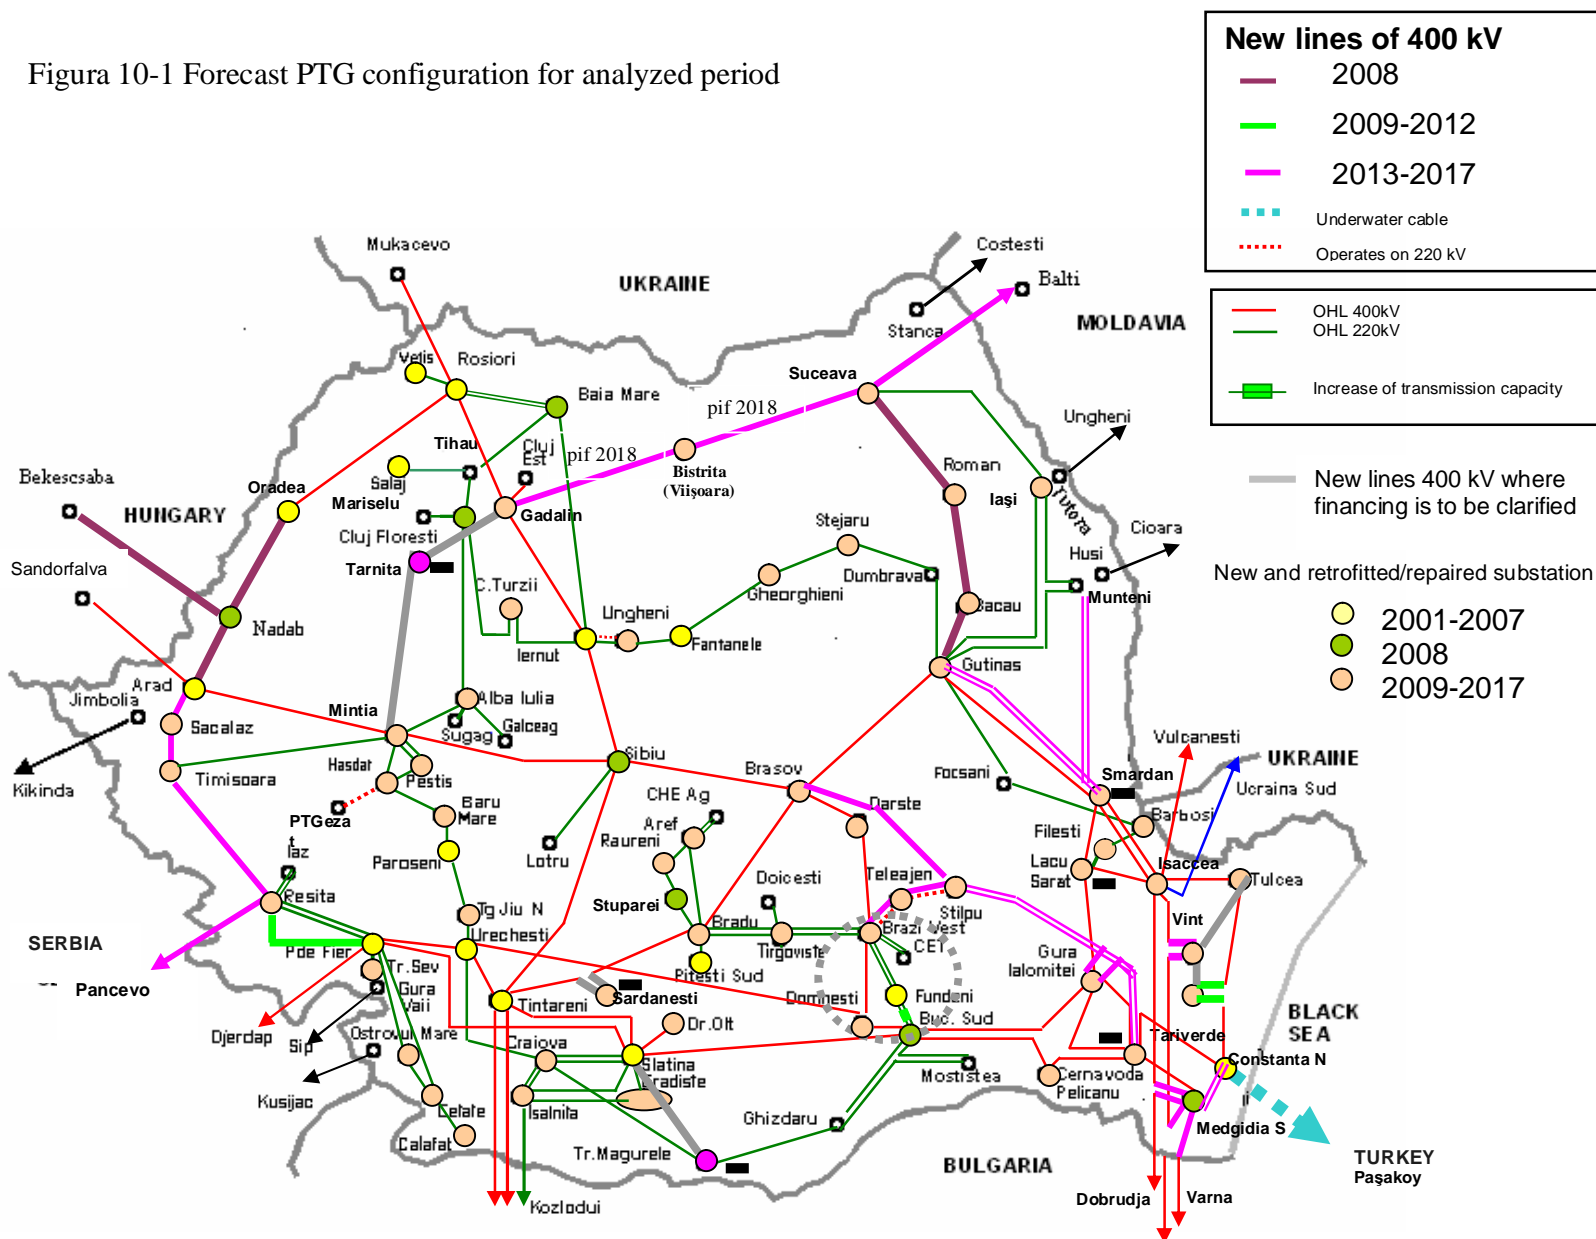 Figura 10-1 Forecast PTG configuration for analyzed period
New lines of 400 kV
2008
2009-2012
2013-2017
Underwater cable
Operates on 220 kV
OHL 400kV
OHL 220kV
Increase of transmission capacity
New lines 400 kV where
financing is to be clarified
New and retrofitted/repaired substation
2001-2007
2008
2009-2017
Mukacevo
UKRAINE
Costesti
Balti
Stanca
MOLDAVIA
Vetis
Rosiori
Suceava
Baia Mare
pif 2018
Ungheni
Tihau
Cluj
Est
pif 2018
Bistrita
(Viişoara)
Roman
Iaşi
Tutora
Bekescsaba
Oradea
Salaj
Mariselu
HUNGARY
Gadalin
Stejaru
Cioara
Cluj Floresti
Husi
Sandorfalva
Tarnita
C.Turzii
Dumbrava
Gheorghieni
Munteni
Nadab
Ungheni
Bacau
Iernut
Fantanele
Gutinas
Arad
Jimbolia
Alba Iulia
Mintia
Sacalaz
Sugag
Galceag
Vulcanesti
Sibiu
UKRAINE
Hasdat
Pestis
Brasov
Focsani
Smardan
Timisoara
Kikinda
Ucraina Sud
Baru
Mare
CHE Ag
Darste
PTGeza
t
Iaz
Aref
Raureni
Filesti
Barbosi
Paroseni
Lotru
Lacu
Sarat
Isaccea
Teleajen
Doicesti
Tulcea
Resita
Stuparei
Tg Jiu N
Stilpu
Vint
Bradu
SERBIA
Urechesti
Brazi Vest
P.de Fier
Tirgoviste
CET
Gura
Ialomitei
Tr.Sev
Pitesti Sud
Pancevo
Gura
Vaii
Sardanesti
Domnesti
Fundeni
Tintareni
BLACK
SEA
Djerdap
Sip
Ostrovul Mare
Dr.Olt
Buc. Sud
Craiova
Tariverde
Slatina
Gradiste
Constanta N
Mostistea
Cernavoda
Pelicanu
Kusijac
Cetate
Isalnita
Ghizdaru
Calafat
Medgidia S
Tr.Magurele
BULGARIA
TURKEY
Paşakoy
Kozlodui
Dobrudja
Varna